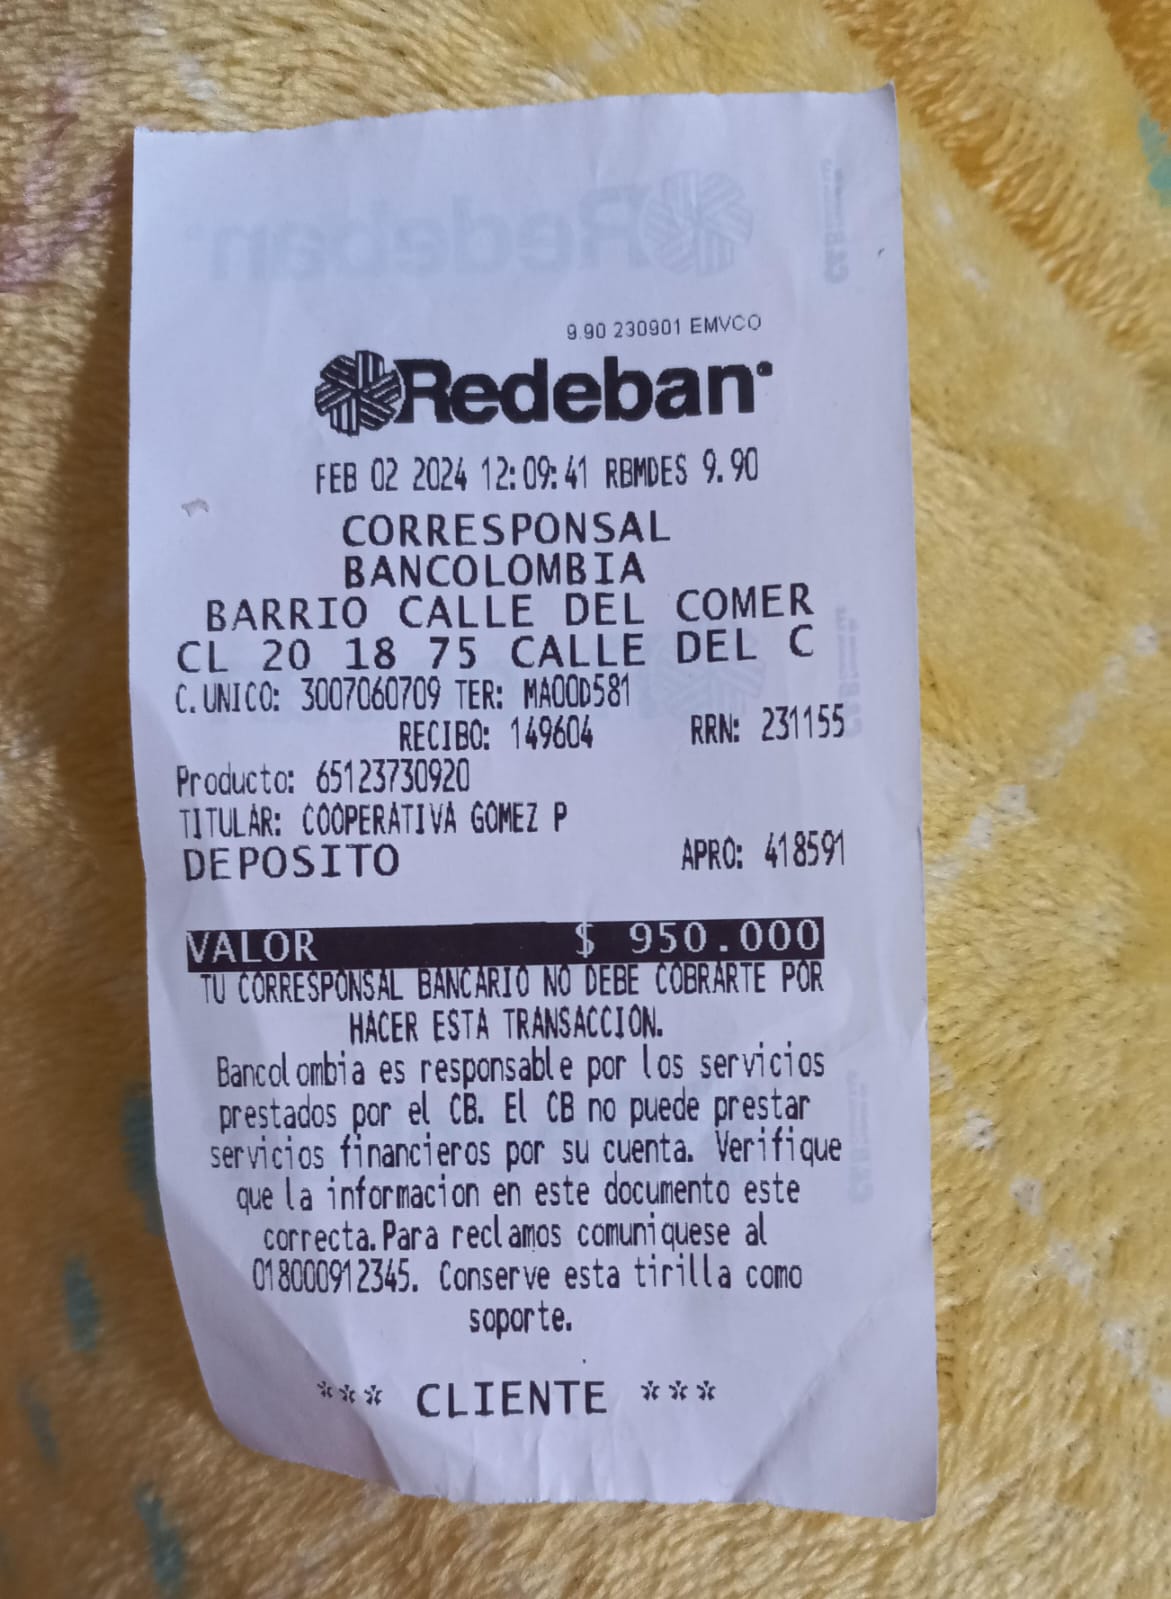 9.90 230901 EMVCO
Redeban
FEB 02 2024 12:09:41 RBMDES 9.90
CORRESPONSAL
BANCOLOMBIA
BARRIO CALLE DEL COMER
CL 20 18 75 CALLE DEL C
C.UNICO: 3007060709 TER: MAOOD581
RECIBO: 149604 RRN: 231155
Producto: 65123730920
TITULAR: COOPERATIVA GOMEZ P
DEPOSITO APRO: 418591
VALOR $ 950.000
TU CORRESPONSAL BANCARIO NO DEBE COBRARTE POR
HACER ESTA TRANSACCION.
Bancolombia es responsable por los servicios
prestados por el CB. El CB no puede prestar
servicios financieros por su cuenta. Verifique
que la informacion en este documento este
correcta.Para reclamos comuniquese al
018000912345. Conserve esta tirilla como
soporte.
*** CLIENTE ***